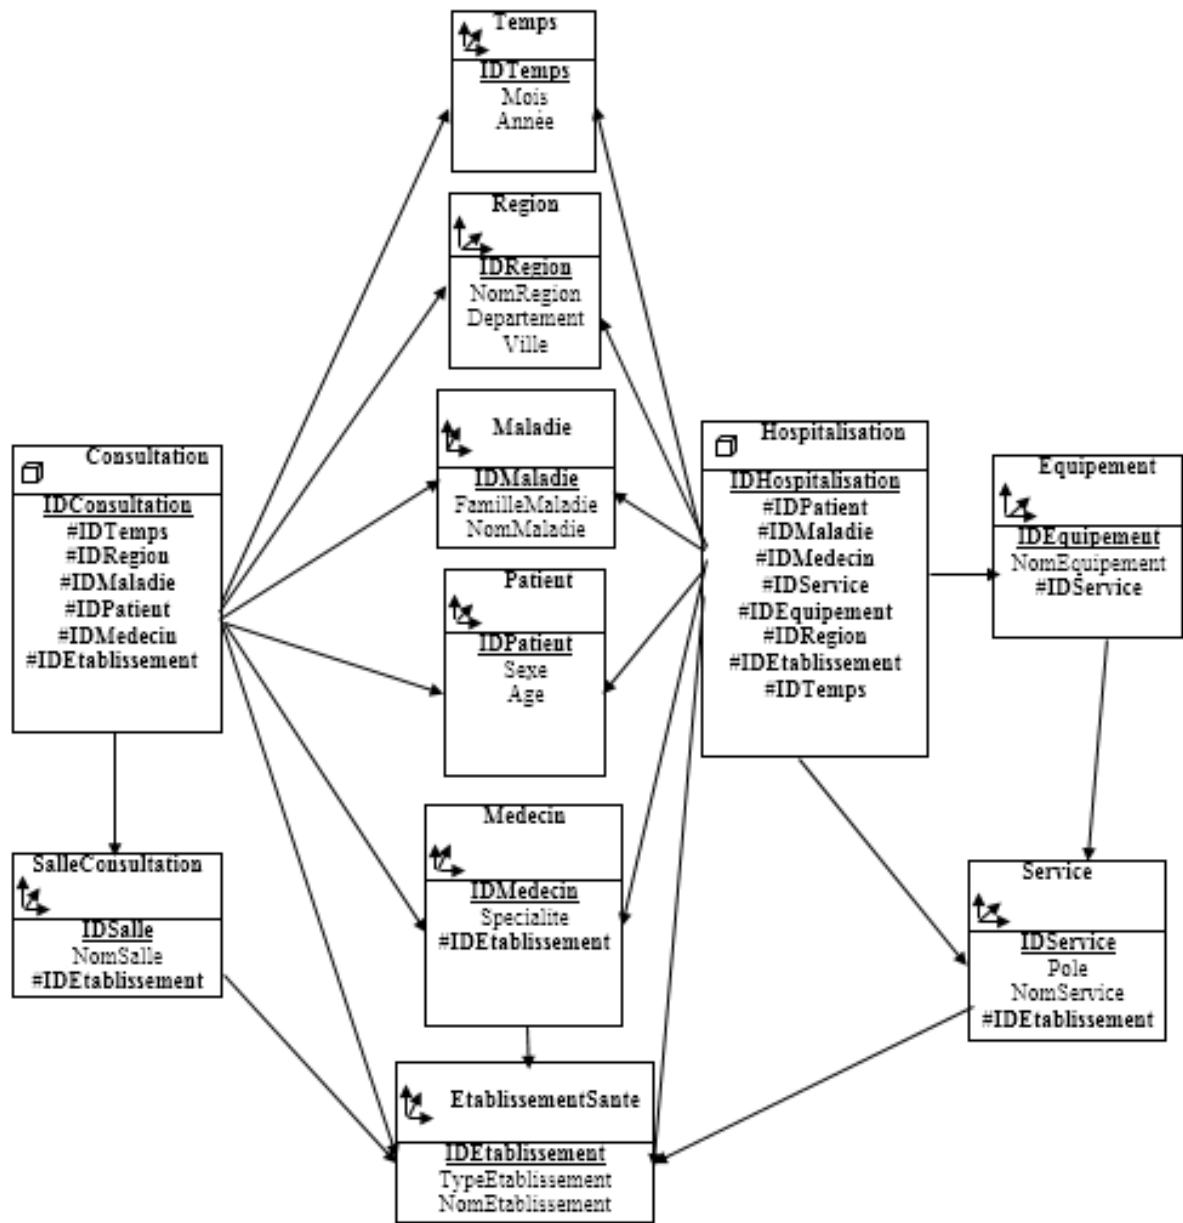 Temps
IDTemps
Mois
Année
Region
IDRegion
NomRegion
Departement
Ville
Maladie
IDMaladie
FamilleMaladie
NomMaladie
Consultation
IDConsultation
#IDTemps
#IDRegion
#IDMaladie
#IDPatient
#IDMedecin
#IDEtablissement
Hospitalisation
IDHospitalisation
#IDPatient
#IDMaladie
#IDMedecin
#IDService
#IDEquipement
#IDRegion
#IDEtablissement
#IDTemps
Equipement
IDEquipement
NomEquipement
#IDService
Patient
IDPatient
Sexe
Age
Medecin
IDMedecin
Specialite
#IDEtablissement
SalleConsultation
IDSalle
NomSalle
#IDEtablissement
Service
IDService
Pole
NomService
#IDEtablissement
EtablissementSante
IDEtablissement
TypeEtablissement
NomEtablissement